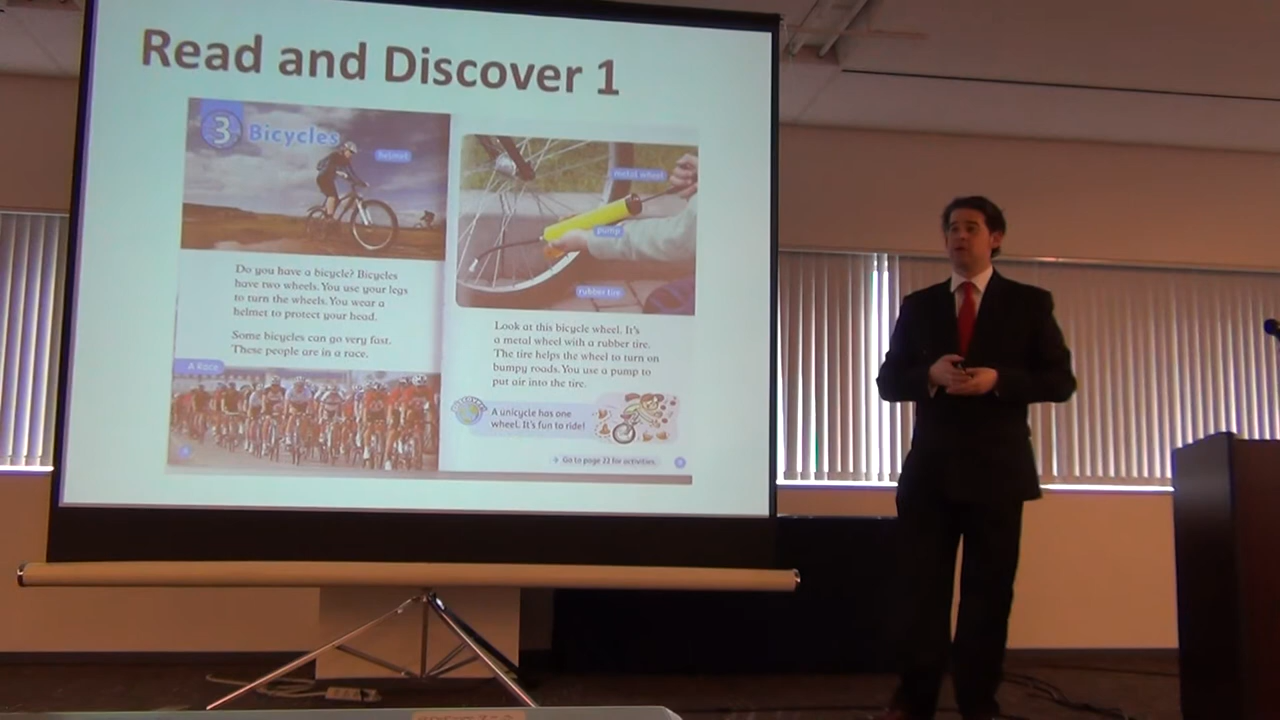 Read and Discover 1
3 Bicycles
helmet
Do you have a bicycle? Bicycles
have two wheels. You use your legs
to turn the wheels. You wear a
helmet to protect your head.
Some bicycles can go very fast.
These people are in a race.
A Race
metal wheel
pump
rubber tire
Look at this bicycle wheel. It's
a metal wheel with a rubber tire.
The tire helps the wheel to turn on
bumpy roads. You use a pump to
put air into the tire.
DISCOVER!
A unicycle has one
wheel. It's fun to ride!
→ Go to page 22 for activities.